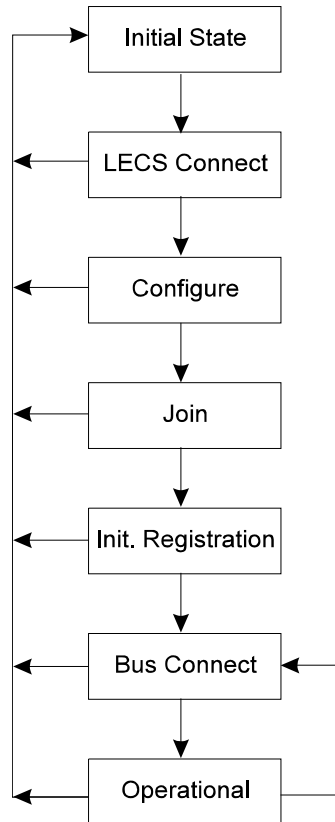 Initial State
LECS Connect
Configure
Join
Init. Registration
Bus Connect
Operational